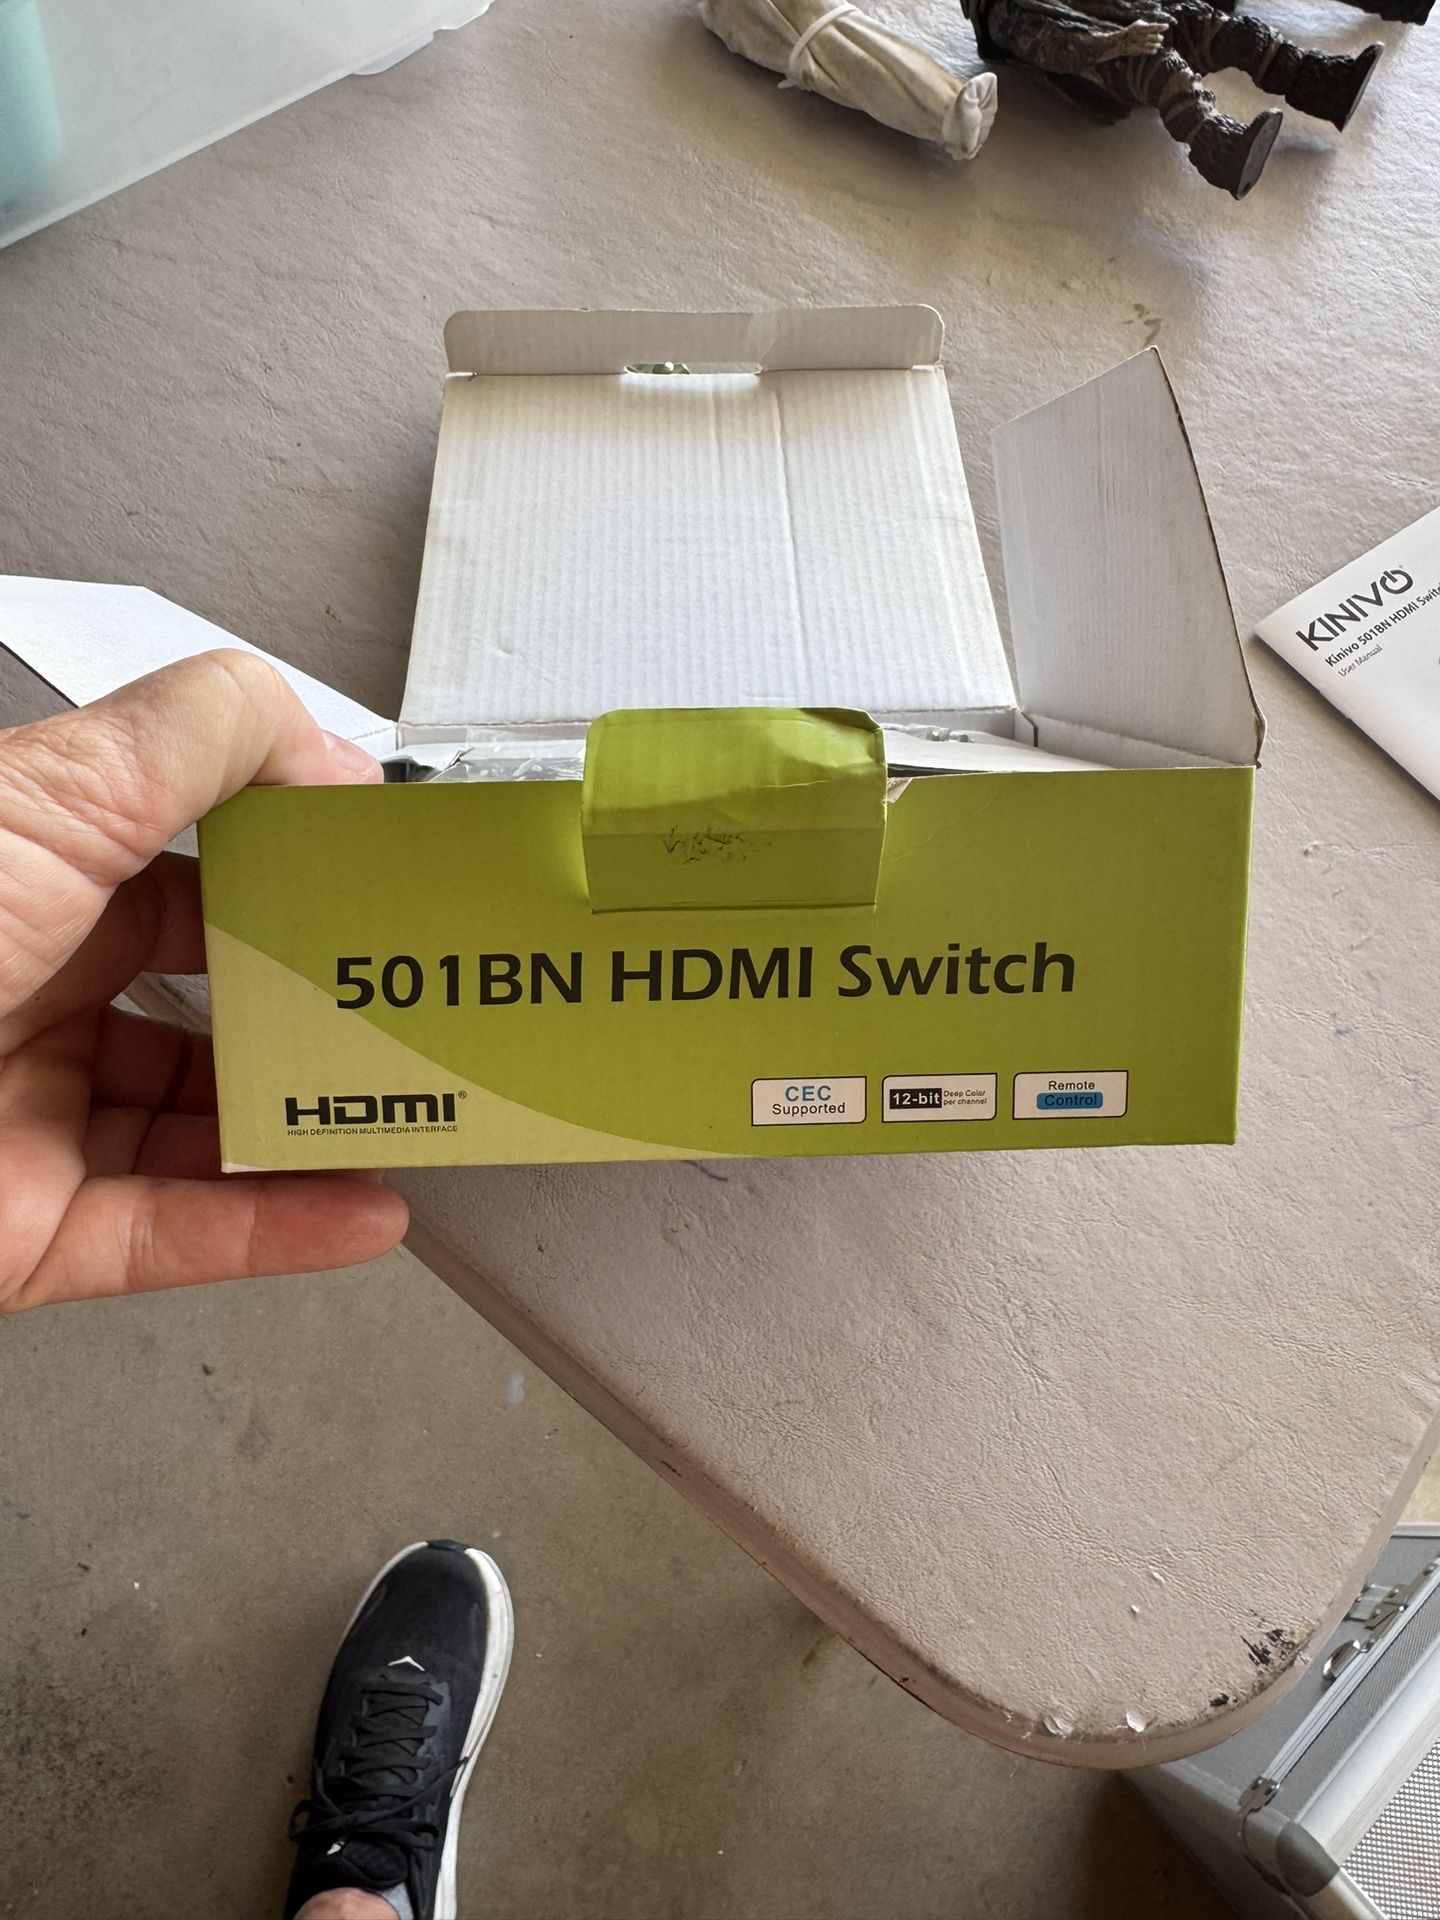 KINIVO
Kinivo 501BN HDMI Switch
User Manual
501BN HDMI Switch
HDMI®
HIGH DEFINITION MULTIMEDIA INTERFACE
CEC
Supported
12-bit Deep Color
per channel
Remote
Control